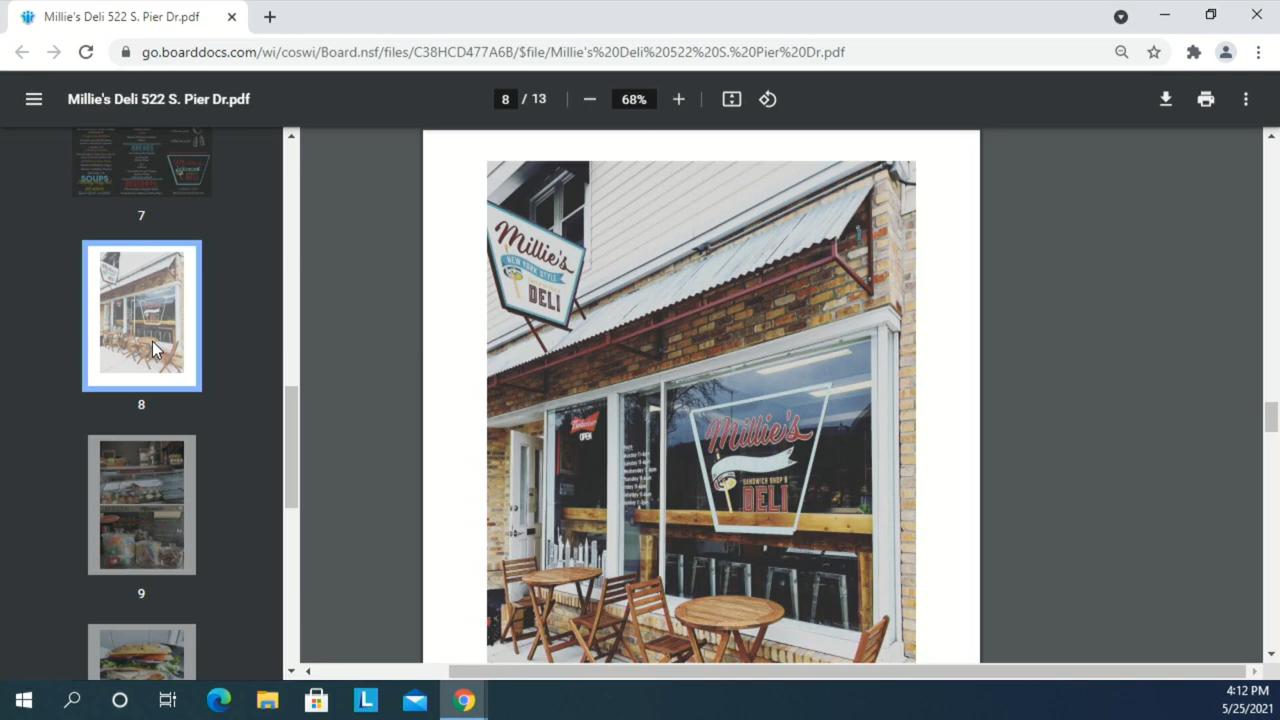 Millie's Deli 522 S. Pier Dr.pdf
go.boarddocs.com/wi/coswi/Board.nsf/files/C38HCD477A6B/$file/Millie's%20Deli%20522%20S.%20Pier%20Dr.pdf
Millie's Deli 522 S. Pier Dr.pdf
8 / 13
68%
SOUPS
7
8
9
Millie's
NEW YORK STYLE
DELI
Budweiser
OPEN
Millie's
SANDWICH SHOP &
DELI
4:12 PM
5/25/2021